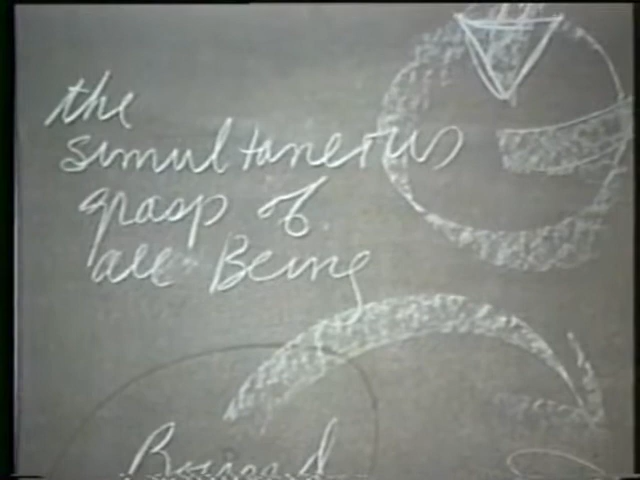 the
simultaneous
grasp of
all Being